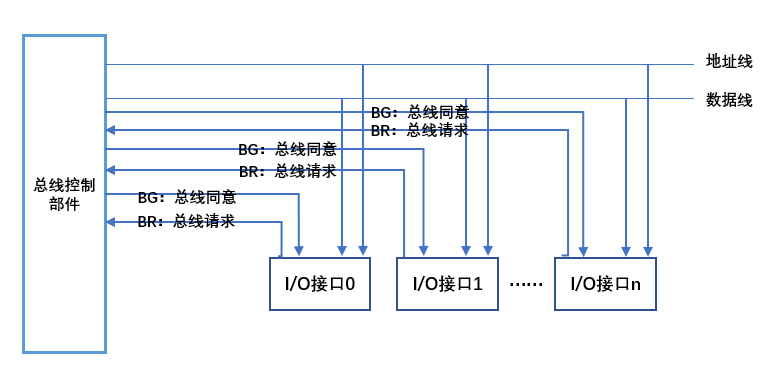 地址线
数据线
BG：总线同意
BR：总线请求
BG：总线同意
BR：总线请求
总线控制
部件
BG：总线同意
BR：总线请求
I/O接口0
I/O接口1
……
I/O接口n